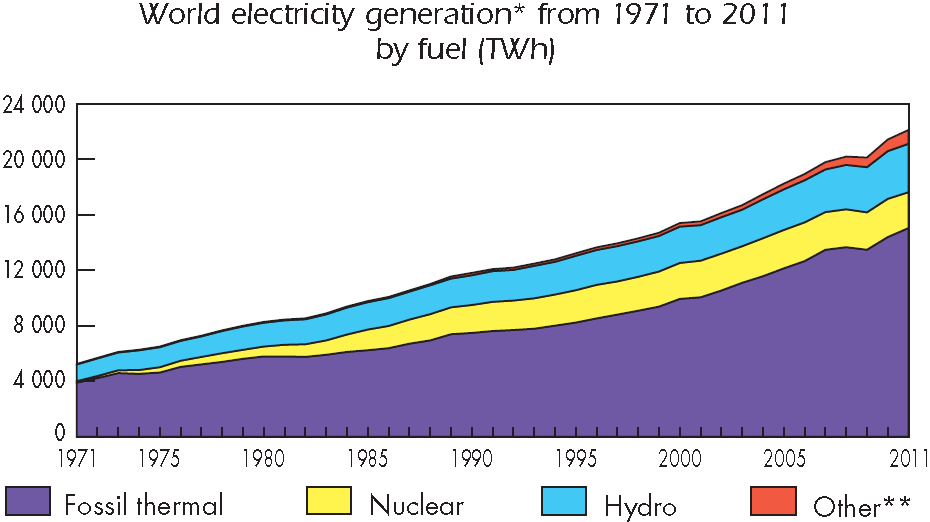 World electricity generation* from 1971 to 2011
by fuel (TWh)
24 000
20 000
16 000
12 000
8 000
4 000
0
1971 1975 1980 1985 1990 1995 2000 2005 2011
Fossil thermal Nuclear Hydro Other**